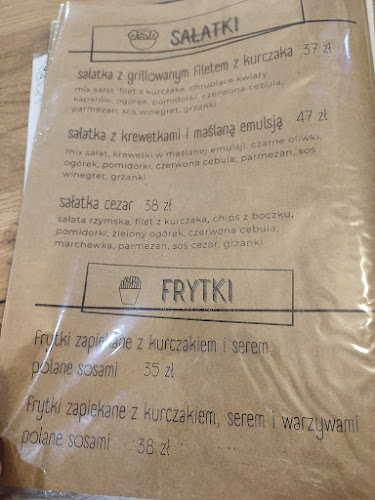 SAŁATKI
sałatka z grillowanym filetem z kurczaka 37 zł
mix sałat, filet z kurczaka, chrupiące kwiaty
kaparów, ogórek, pomidorki, czerwona cebula,
parmezan, sos winegret, grzanki
sałatka z krewetkami i maślaną emulsją 47 zł
mix sałat, krewetki w maślanej emulsji, czarne oliwki,
ogórek, pomidorki, czerwona cebula, parmezan, sos
winegret, grzanki
sałatka cezar 38 zł
sałata rzymska, filet z kurczaka, chips z boczku,
pomidorki, zielony ogórek, czerwona cebula,
marchewka, parmezan, sos cezar, grzanki
FRYTKI
Frytki zapiekane z kurczakiem i serem
polane sosami 35 zł
Frytki zapiekane z kurczakiem, serem i warzywami
polane sosami 38 zł